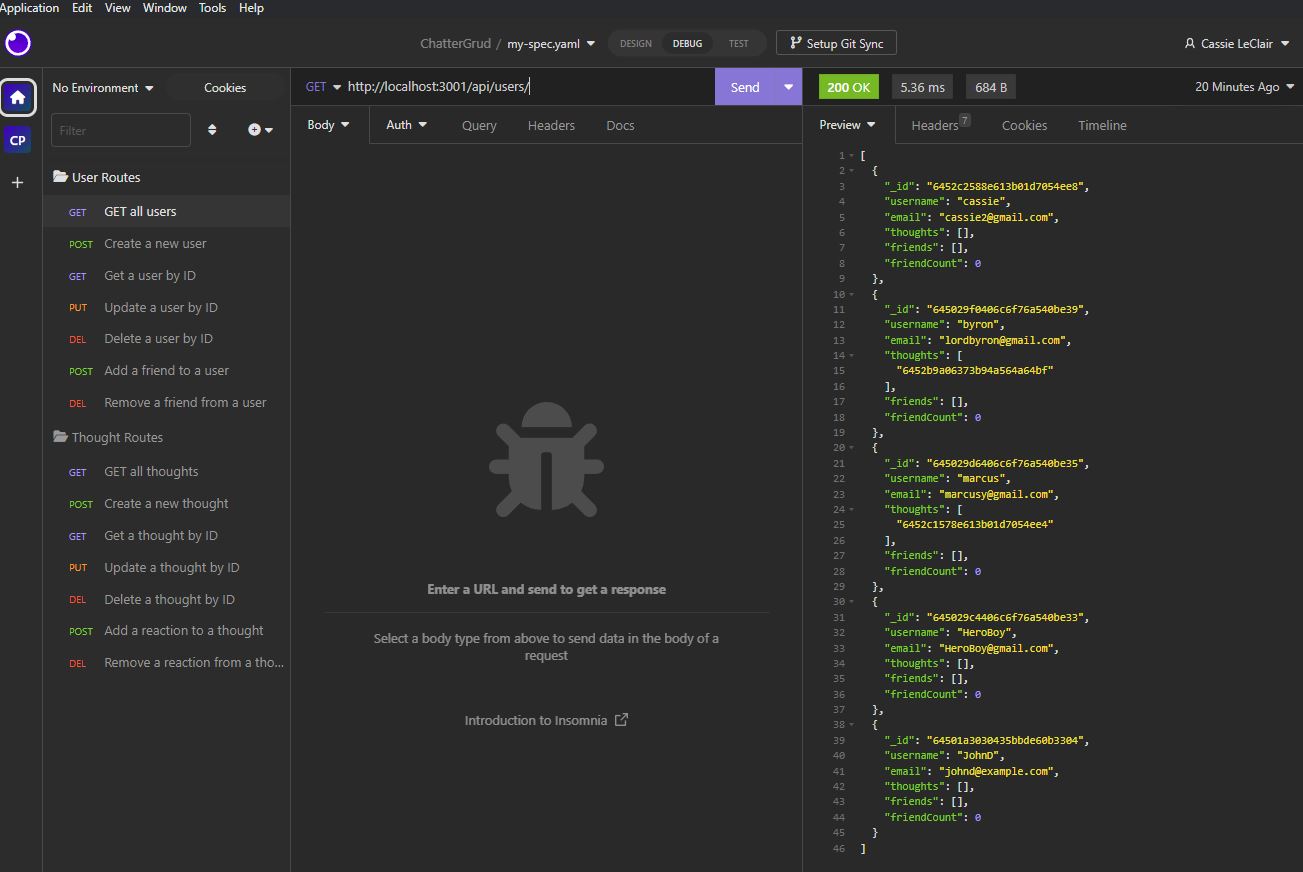 Application Edit View Window Tools Help
ChatterGrud / my-spec.yaml DESIGN DEBUG TEST Setup Git Sync Cassie LeClair
No Environment Cookies
GET http://localhost:3001/api/users/ Send
200 OK 5.36 ms 684 B 20 Minutes Ago
Filter
CP
Body Auth Query Headers Docs
Preview Headers 7 Cookies Timeline
User Routes
GET GET all users
POST Create a new user
GET Get a user by ID
PUT Update a user by ID
DEL Delete a user by ID
POST Add a friend to a user
DEL Remove a friend from a user
Thought Routes
GET GET all thoughts
POST Create a new thought
GET Get a thought by ID
PUT Update a thought by ID
DEL Delete a thought by ID
POST Add a reaction to a thought
DEL Remove a reaction from a tho...
Enter a URL and send to get a response
Select a body type from above to send data in the body of a
request
Introduction to Insomnia
1 [
2 {
3 "_id": "6452c2588e613b01d7054ee8",
4 "username": "cassie",
5 "email": "cassie2@gmail.com",
6 "thoughts": [],
7 "friends": [],
8 "friendCount": 0
9 },
10 {
11 "_id": "645029f0406c6f76a540be39",
12 "username": "byron",
13 "email": "lordbyron@gmail.com",
14 "thoughts": [
15 "6452b9a06373b94a564a64bf"
16 ],
17 "friends": [],
18 "friendCount": 0
19 },
20 {
21 "_id": "645029d6406c6f76a540be35",
22 "username": "marcus",
23 "email": "marcusy@gmail.com",
24 "thoughts": [
25 "6452c1578e613b01d7054ee4"
26 ],
27 "friends": [],
28 "friendCount": 0
29 },
30 {
31 "_id": "645029c4406c6f76a540be33",
32 "username": "HeroBoy",
33 "email": "HeroBoy@gmail.com",
34 "thoughts": [],
35 "friends": [],
36 "friendCount": 0
37 },
38 {
39 "_id": "64501a3030435bbde60b3304",
40 "username": "JohnD",
41 "email": "johnd@example.com",
42 "thoughts": [],
43 "friends": [],
44 "friendCount": 0
45 }
46 ]